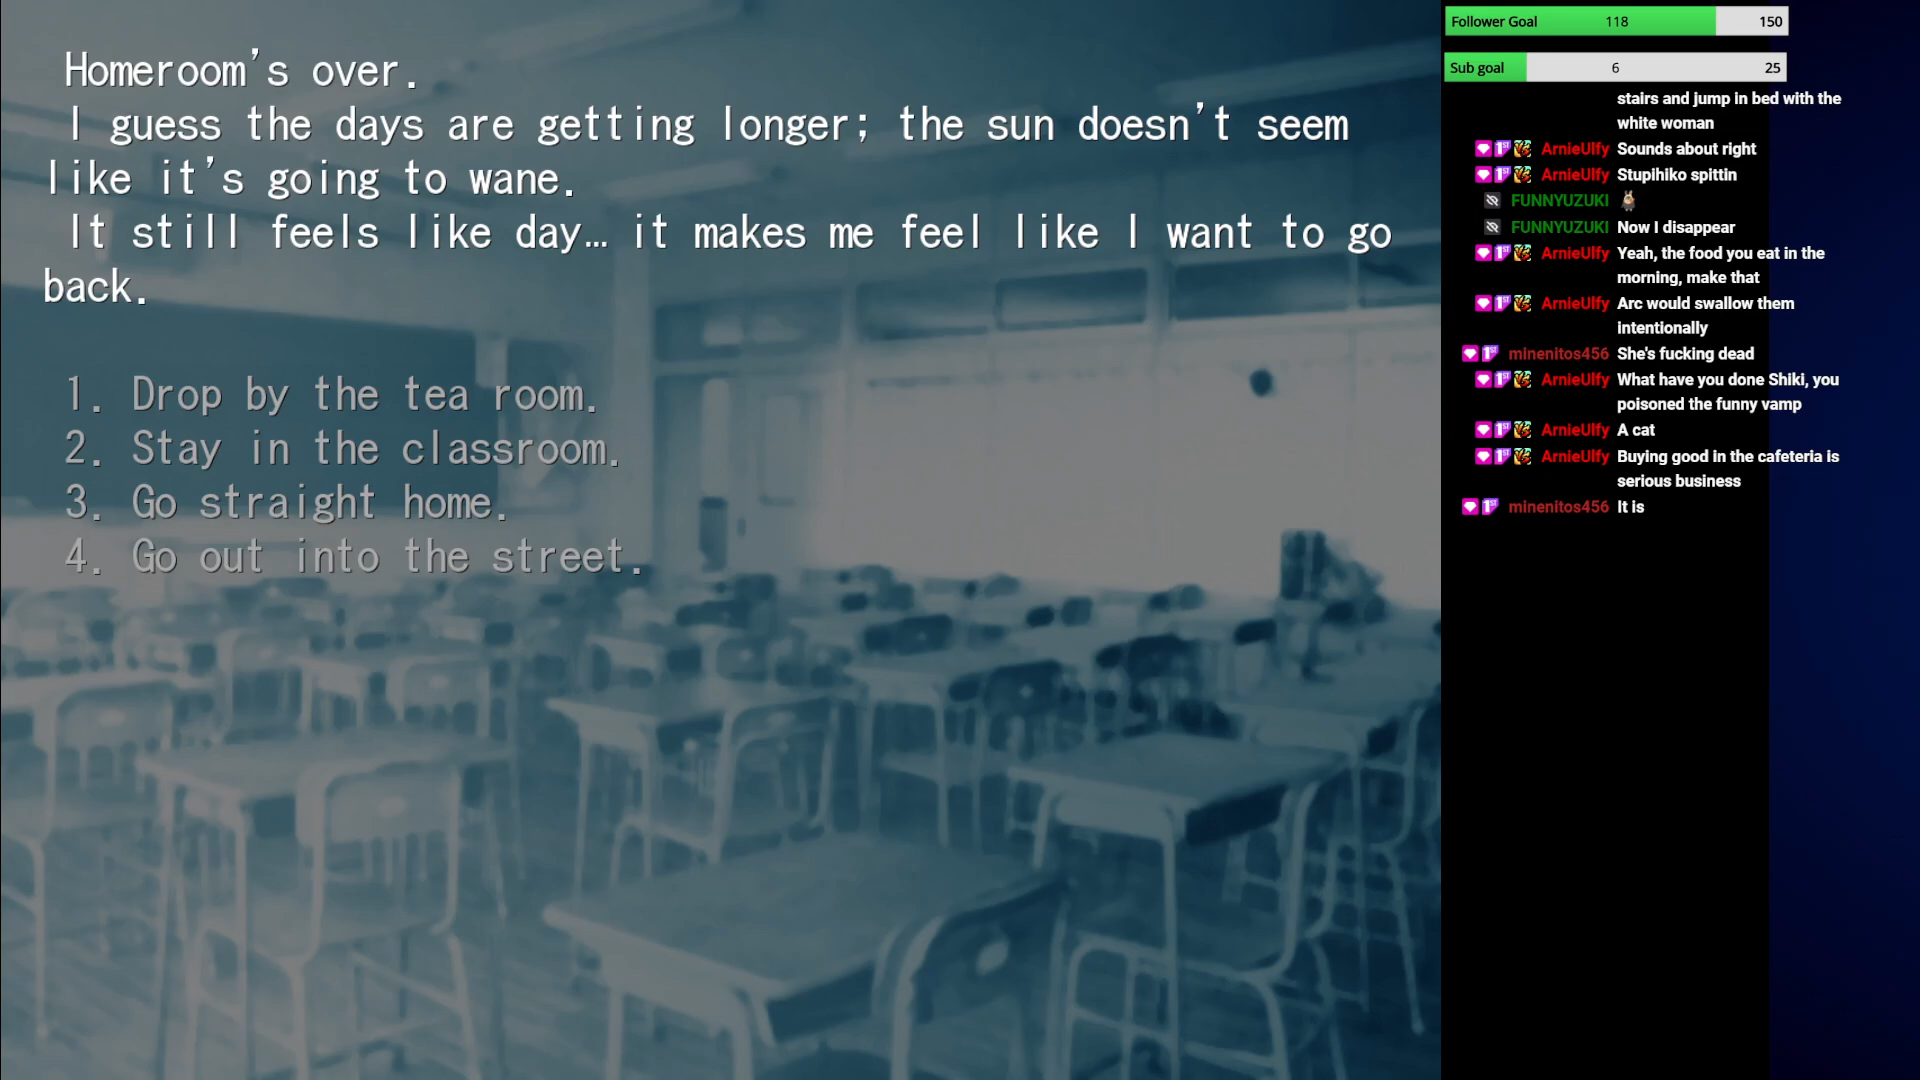 Homeroom's over.
I guess the days are getting longer; the sun doesn't seem
like it's going to wane.
It still feels like day… it makes me feel like I want to go
back.
1. Drop by the tea room.
2. Stay in the classroom.
3. Go straight home.
4. Go out into the street.
Follower Goal 118 150
Sub goal 6 25
stairs and jump in bed with the
white woman
ArnieUlfy Sounds about right
ArnieUlfy Stupihiko spittin
FUNNYUZUKI
FUNNYUZUKI Now I disappear
ArnieUlfy Yeah, the food you eat in the
morning, make that
ArnieUlfy Arc would swallow them
intentionally
minenitos456 She's fucking dead
ArnieUlfy What have you done Shiki, you
poisoned the funny vamp
ArnieUlfy A cat
ArnieUlfy Buying good in the cafeteria is
serious business
minenitos456 It is